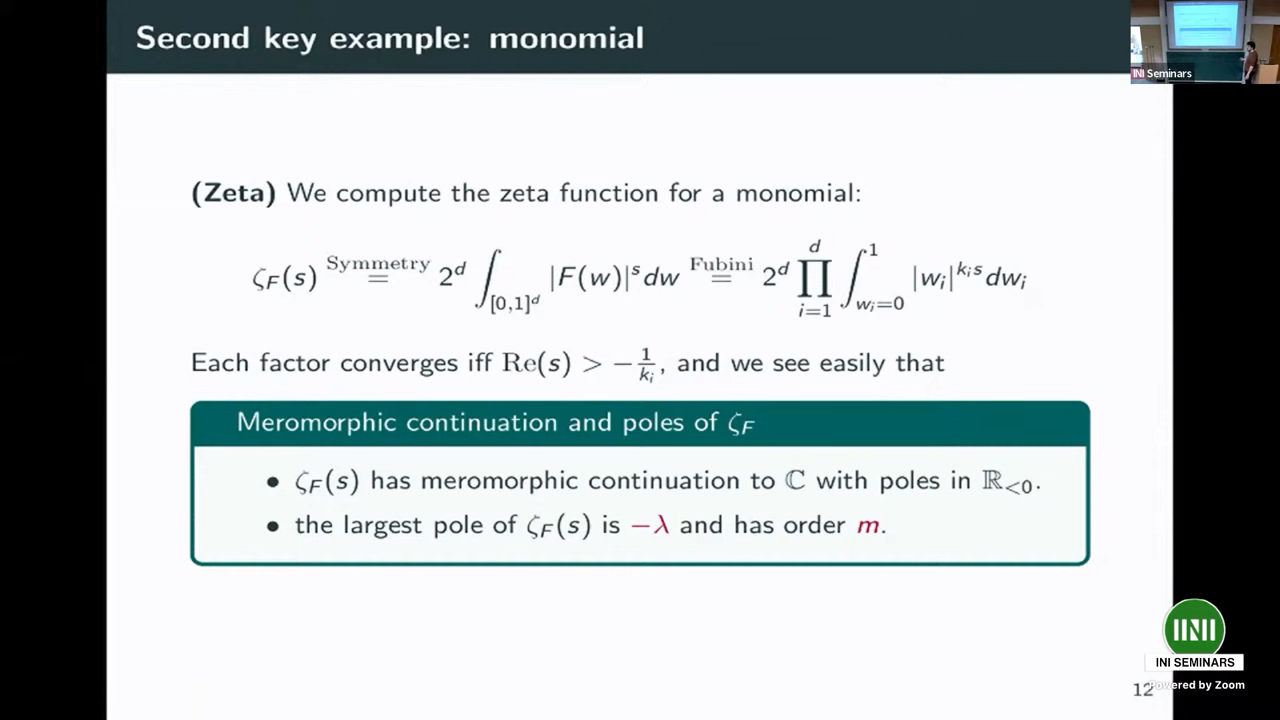 Second key example: monomial
INI Seminars
(Zeta) We compute the zeta function for a monomial:
ζ_F(s) \overset{Symmetry}{=} 2^d ∫_{[0,1]^d} |F(w)|^s dw \overset{Fubini}{=} 2^d ∏_{i=1}^{d} ∫_{w_i=0}^{1} |w_i|^{k_i s} dw_i
Each factor converges iff Re(s) > −\frac{1}{k_i}, and we see easily that
Meromorphic continuation and poles of ζ_F
• ζ_F(s) has meromorphic continuation to ℂ with poles in ℝ_{<0}.
• the largest pole of ζ_F(s) is −λ and has order m.
INI
INI SEMINARS
Powered by Zoom
12